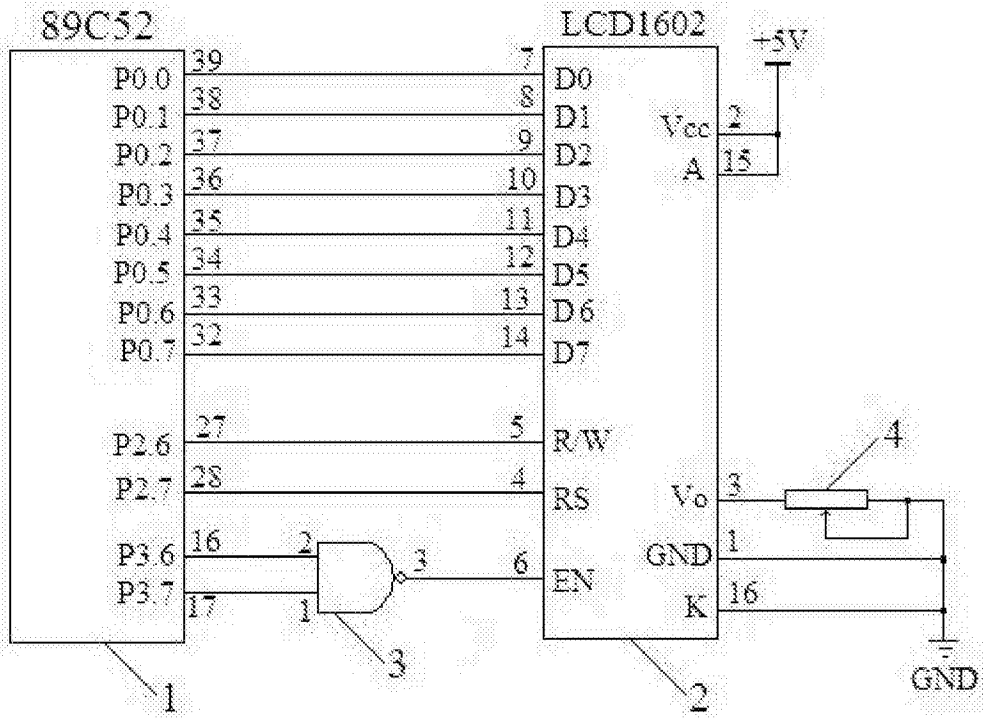 89C52
LCD1602
+5V
P0.0 39 7 D0
P0.1 38 8 D1
Vcc 2
P0.2 37 9 D2
A 15
P0.3 36 10 D3
P0.4 35 11 D4
P0.5 34 12 D5
P0.6 33 13 D6
P0.7 32 14 D7
P2.6 27 5 R/W
4
P2.7 28 4 RS
Vo 3
P3.6 16 2
3 6 EN
GND 1
P3.7 17 1
K 16
3
GND
1
2